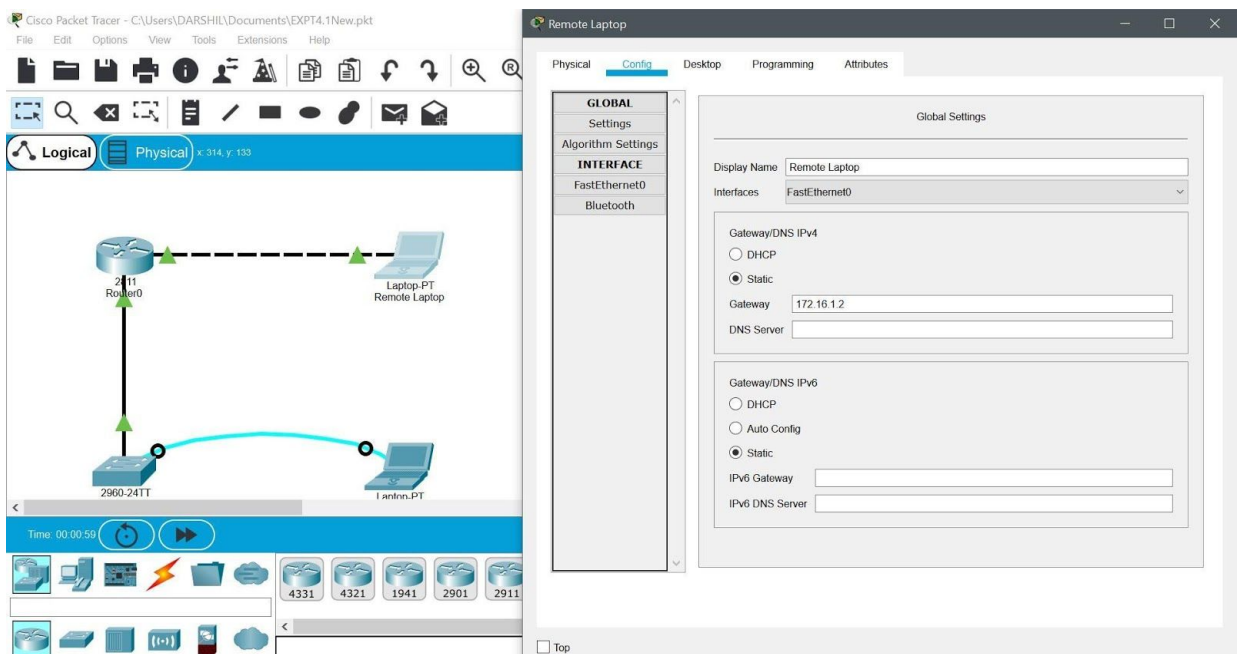 Cisco Packet Tracer - C:\Users\DARSHIL\Documents\EXPT4.1New.pkt
File Edit Options View Tools Extensions Help
Logical
Physical x: 314, y: 133
2811
Router0
Laptop-PT
Remote Laptop
2960-24TT
Laptop-PT
Time: 00:00:59
4331 4321 1941 2901 2911
Remote Laptop
Physical Config Desktop Programming Attributes
GLOBAL
Settings
Algorithm Settings
INTERFACE
FastEthernet0
Bluetooth
Global Settings
Display Name Remote Laptop
Interfaces FastEthernet0
Gateway/DNS IPv4
DHCP
Static
Gateway 172.16.1.2
DNS Server
Gateway/DNS IPv6
DHCP
Auto Config
Static
IPv6 Gateway
IPv6 DNS Server
Top